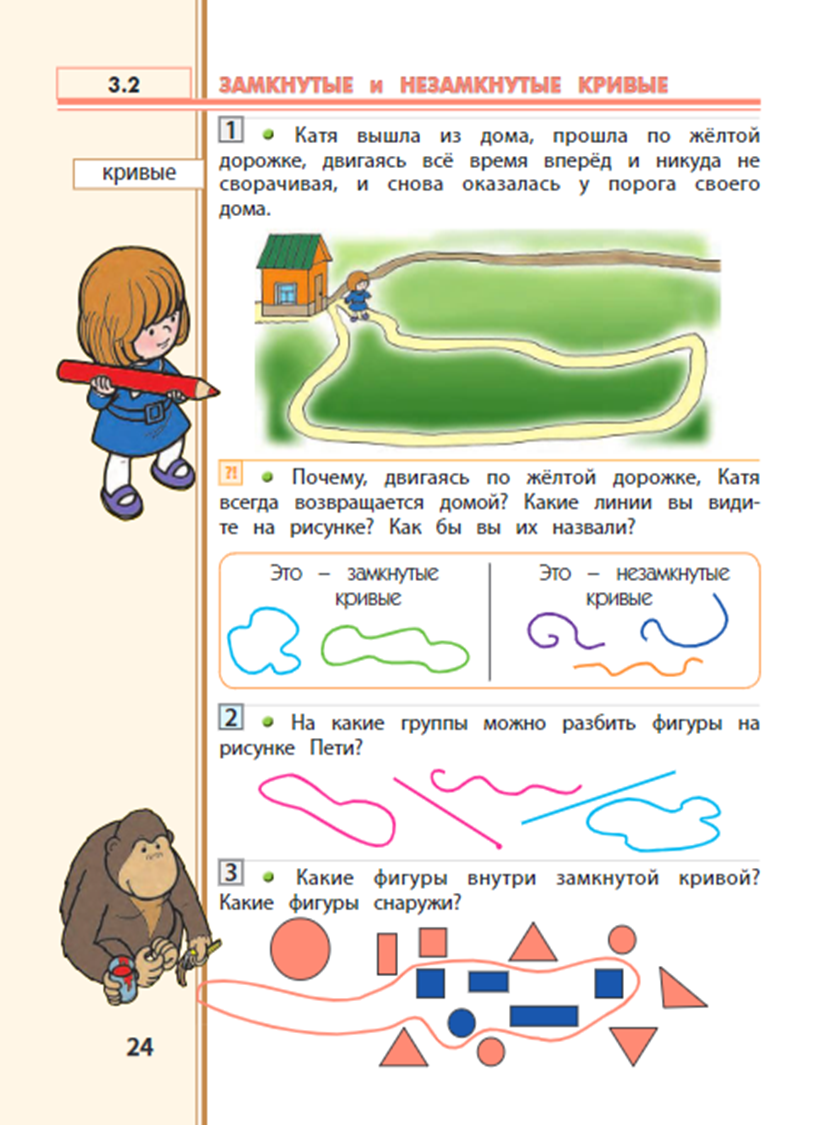 3.2
ЗАМКНУТЫЕ и НЕЗАМКНУТЫЕ КРИВЫЕ
кривые
1 Катя вышла из дома, прошла по жёлтой
дорожке, двигаясь всё время вперёд и никуда не
сворачивая, и снова оказалась у порога своего
дома.
?! Почему, двигаясь по жёлтой дорожке, Катя
всегда возвращается домой? Какие линии вы види-
те на рисунке? Как бы вы их назвали?
Это – замкнутые
кривые
Это – незамкнутые
кривые
2 На какие группы можно разбить фигуры на
рисунке Пети?
3 Какие фигуры внутри замкнутой кривой?
Какие фигуры снаружи?
24